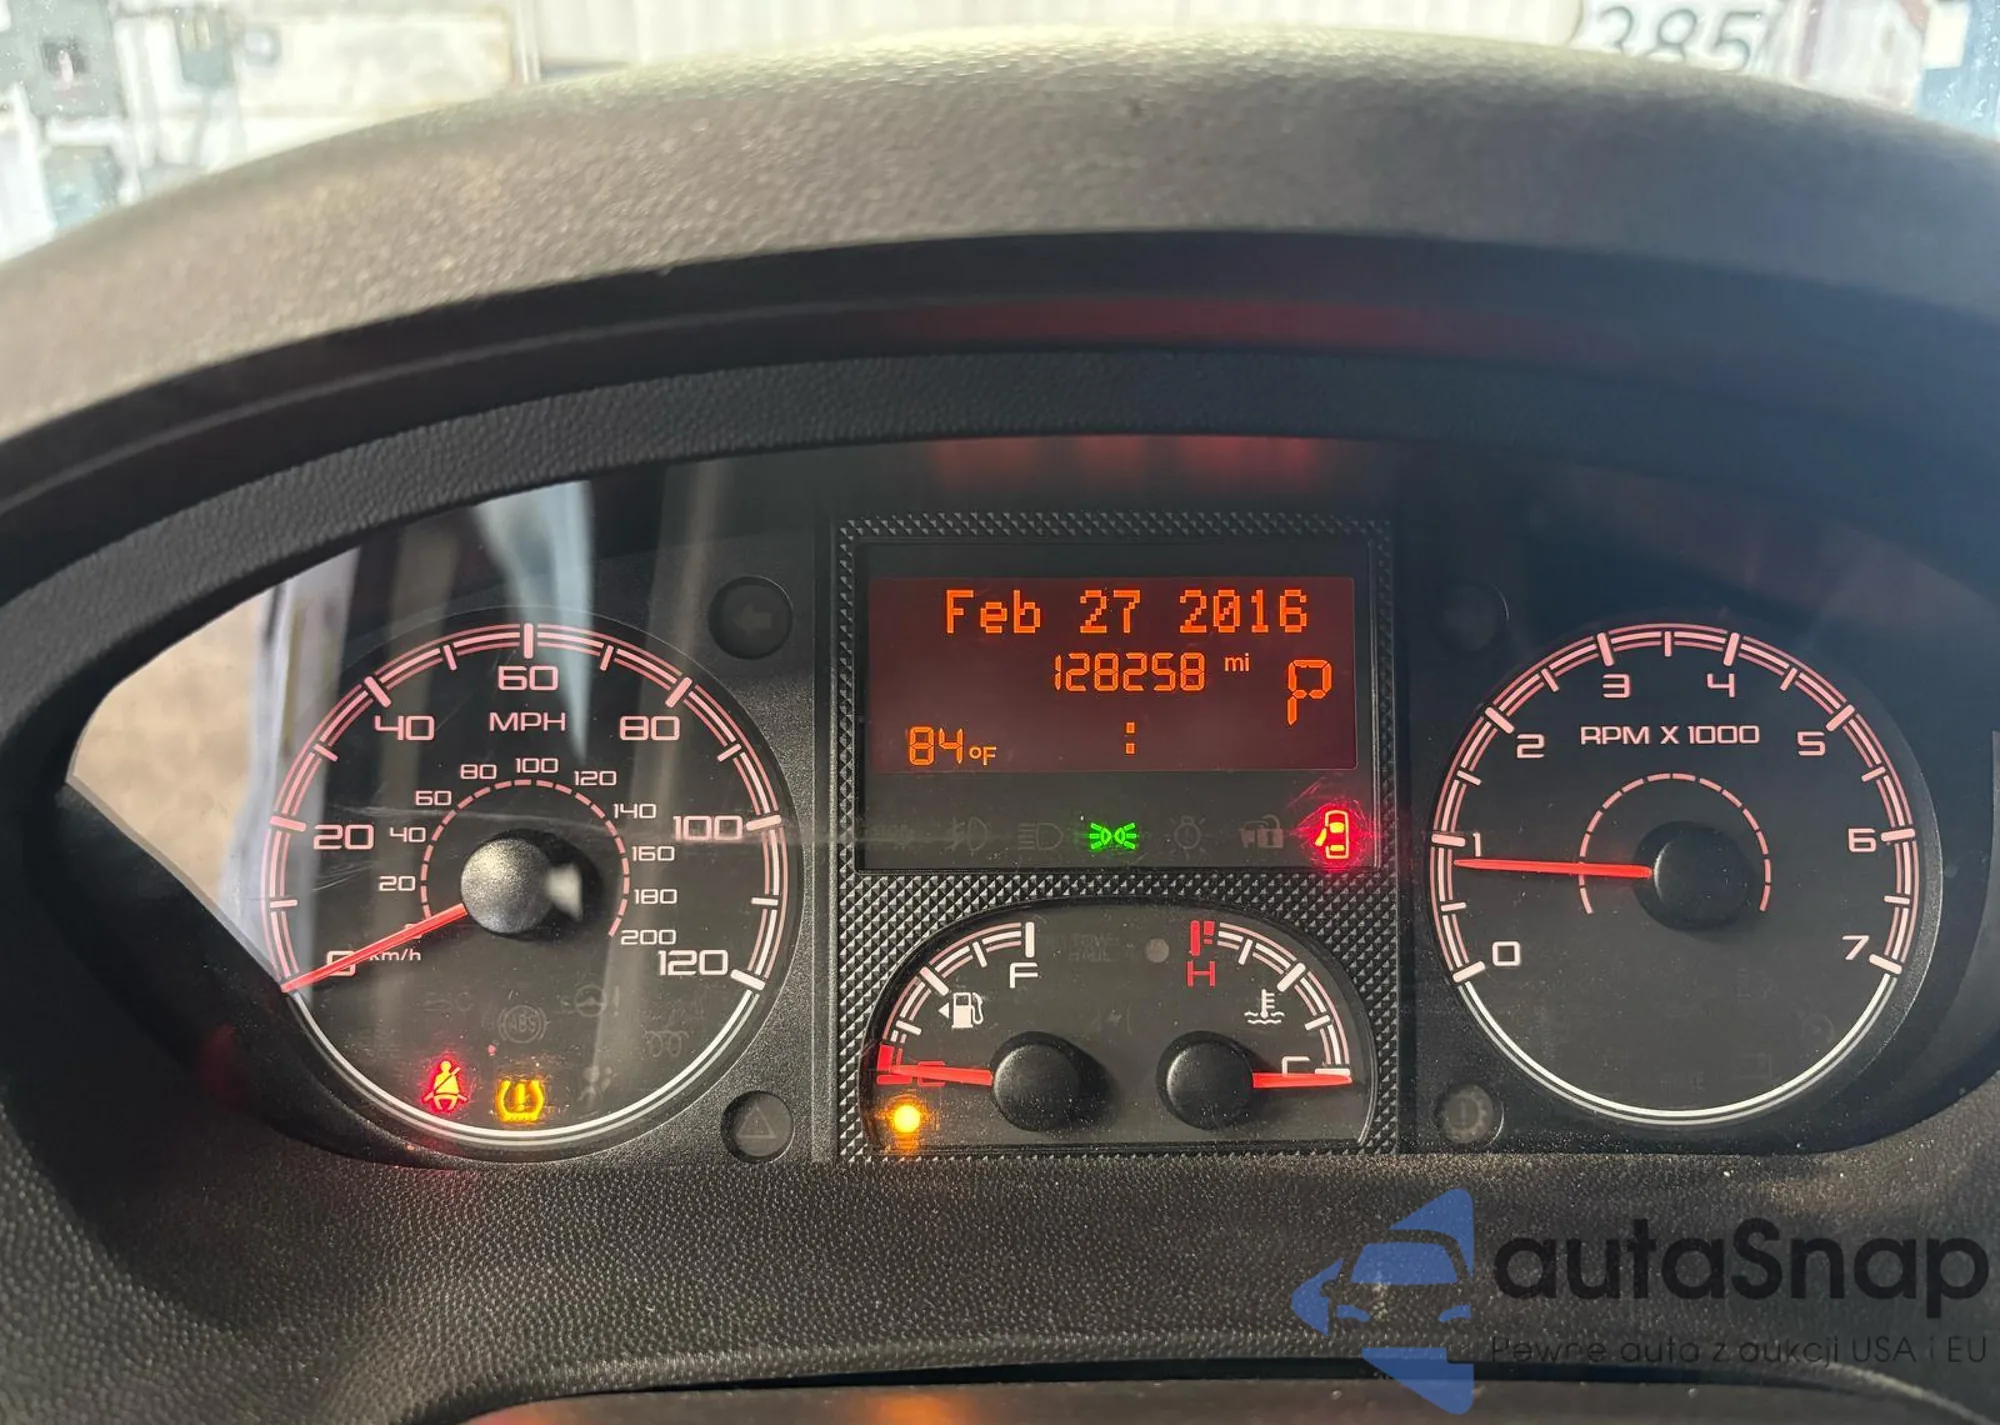 385
Feb 27 2016
128258 mi
P
84°F :
0 20 40 60 80 100 120
MPH
0 20 40 60 80 100 120 140 160 180 200
km/h
ABS
F
H
C
0 1 2 3 4 5 6 7
RPM X 1000
autaSnap
Pewne auta z aukcji USA i EU